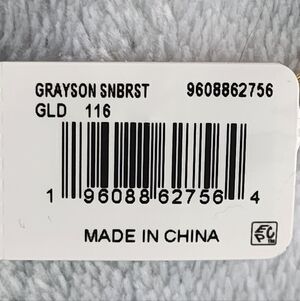 GRAYSON SNBRST 9608862756
GLD 116
1 96088 62756 4
MADE IN CHINA